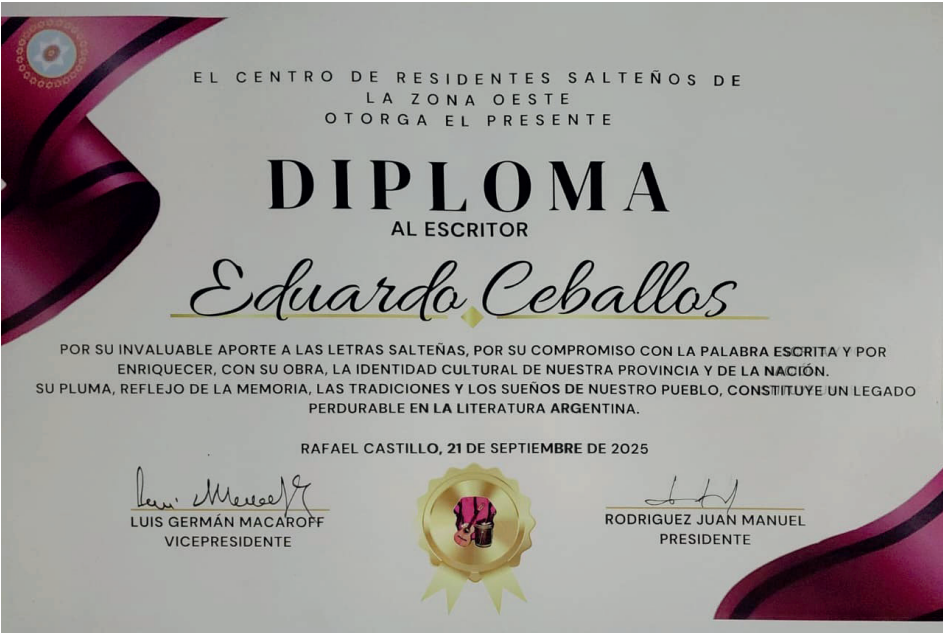 EL CENTRO DE RESIDENTES SALTEÑOS DE
LA ZONA OESTE
OTORGA EL PRESENTE
DIPLOMA
AL ESCRITOR
Eduardo Ceballos
POR SU INVALUABLE APORTE A LAS LETRAS SALTEÑAS, POR SU COMPROMISO CON LA PALABRA ESCRITA Y POR
ENRIQUECER, CON SU OBRA, LA IDENTIDAD CULTURAL DE NUESTRA PROVINCIA Y DE LA NACIÓN.
SU PLUMA, REFLEJO DE LA MEMORIA, LAS TRADICIONES Y LOS SUEÑOS DE NUESTRO PUEBLO, CONSTITUYE UN LEGADO
PERDURABLE EN LA LITERATURA ARGENTINA.
RAFAEL CASTILLO, 21 DE SEPTIEMBRE DE 2025
LUIS GERMÁN MACAROFF
VICEPRESIDENTE
RODRIGUEZ JUAN MANUEL
PRESIDENTE